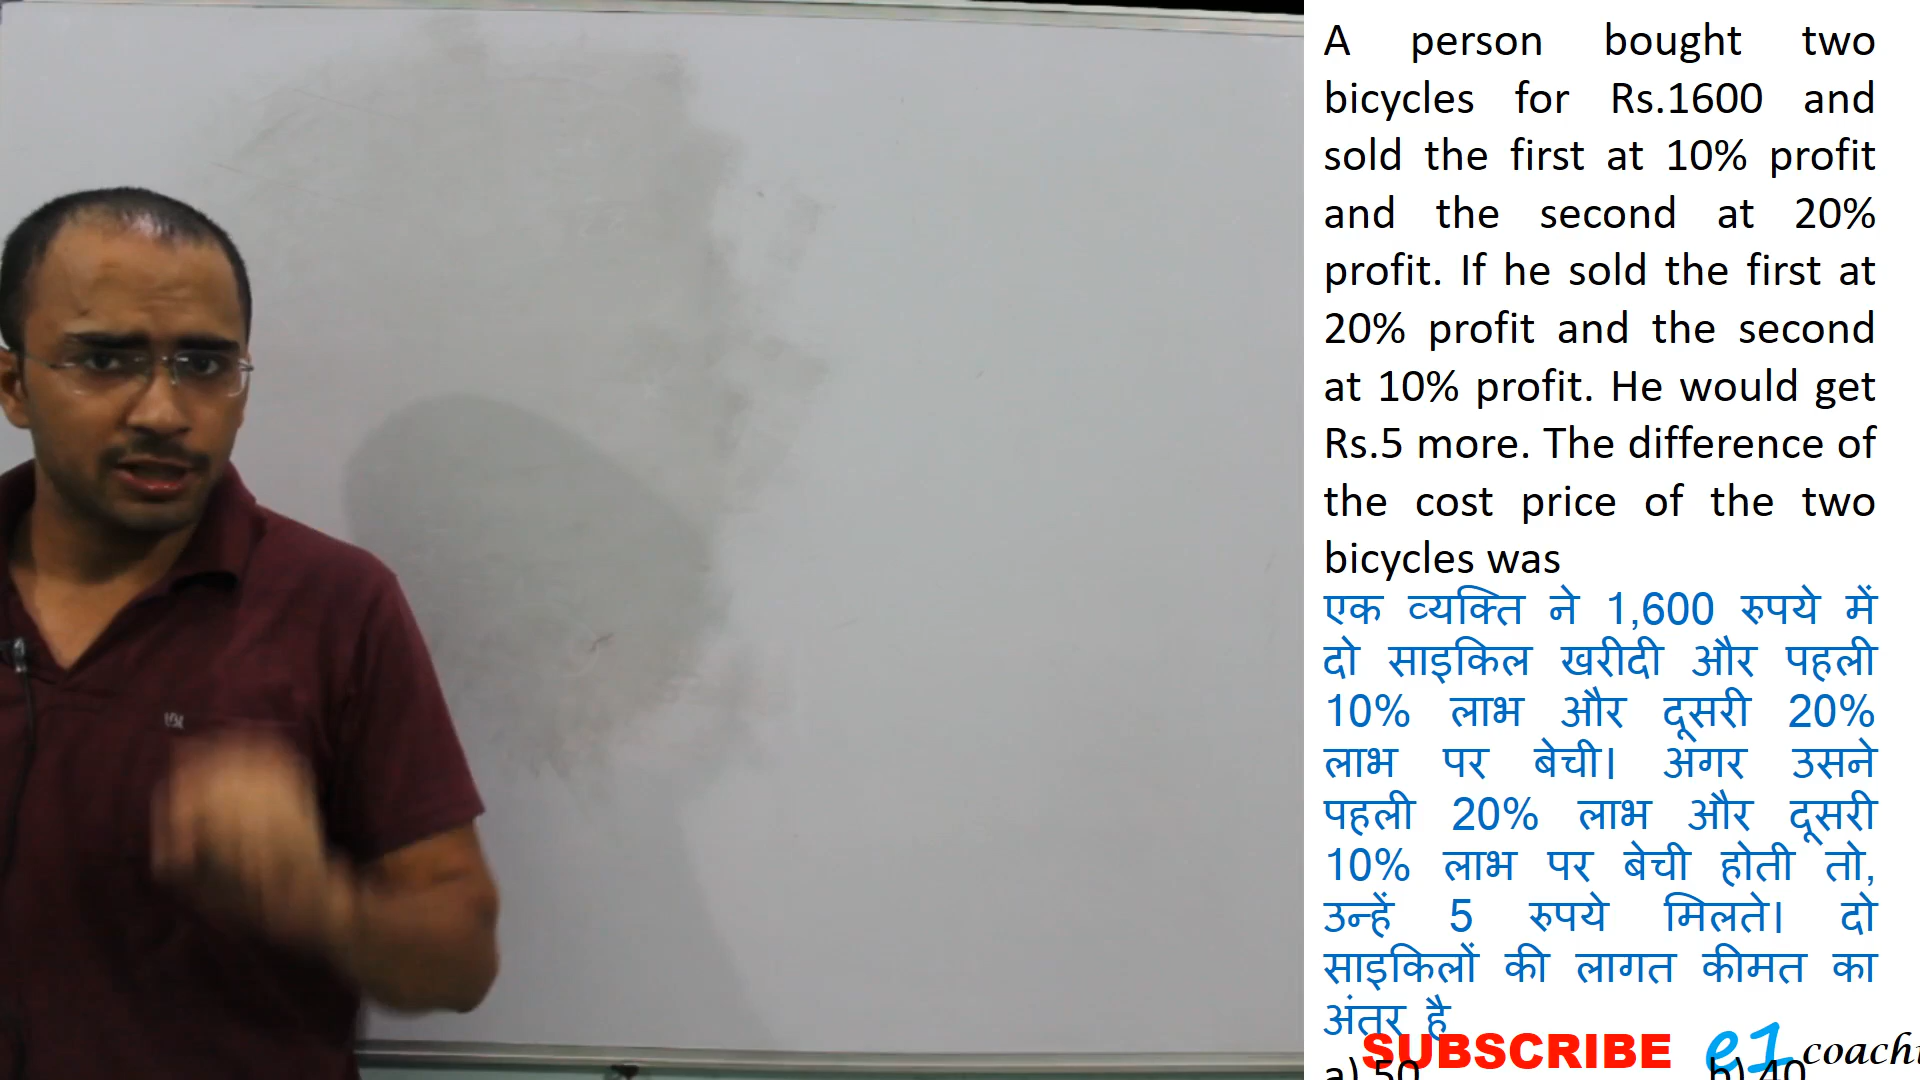 A person bought two
bicycles for Rs.1600 and
sold the first at 10% profit
and the second at 20%
profit. If he sold the first at
20% profit and the second
at 10% profit. He would get
Rs.5 more. The difference of
the cost price of the two
bicycles was
एक व्यक्ति ने 1,600 रुपये में
दो साइकिल खरीदी और पहली
10% लाभ और दूसरी 20%
लाभ पर बेची। अगर उसने
पहली 20% लाभ और दूसरी
10% लाभ पर बेची होती तो,
उन्हें 5 रुपये मिलते। दो
साइकिलों की लागत कीमत का
अंतर है
SUBSCRIBE e1 coachi
a) 50 b) 40